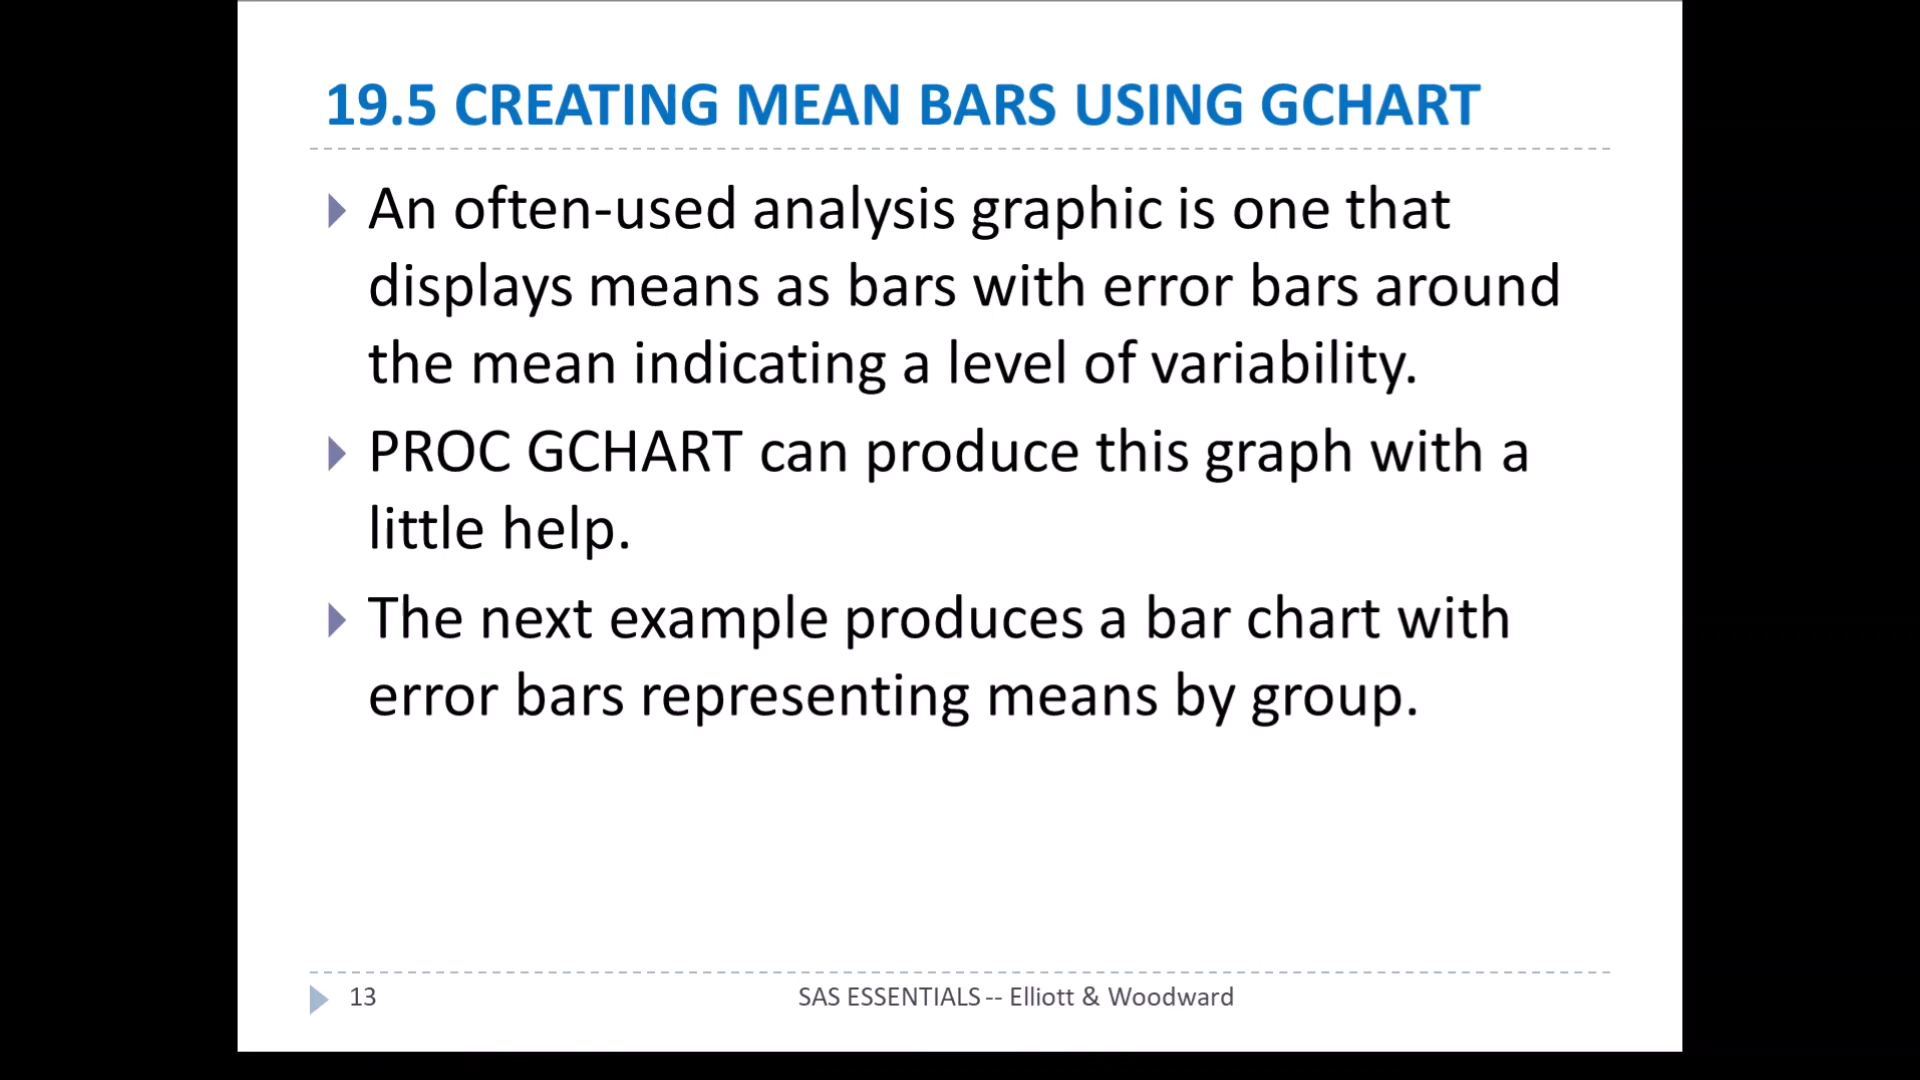 19.5 CREATING MEAN BARS USING GCHART
An often-used analysis graphic is one that
displays means as bars with error bars around
the mean indicating a level of variability.
PROC GCHART can produce this graph with a
little help.
The next example produces a bar chart with
error bars representing means by group.
13
SAS ESSENTIALS -- Elliott & Woodward